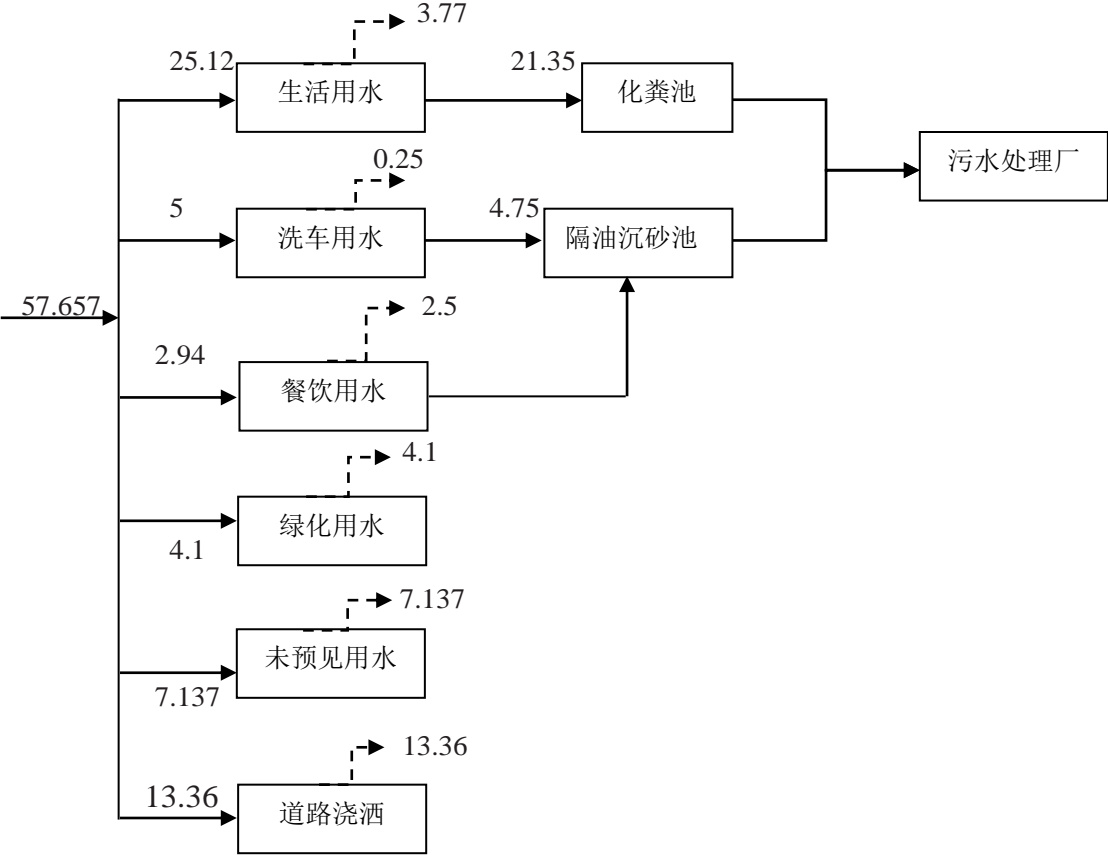 3.77
25.12
生活用水
21.35
化粪池
污水处理厂
0.25
5
洗车用水
4.75
隔油沉砂池
57.657
2.5
2.94
餐饮用水
4.1
绿化用水
4.1
7.137
未预见用水
7.137
13.36
13.36
道路浇洒